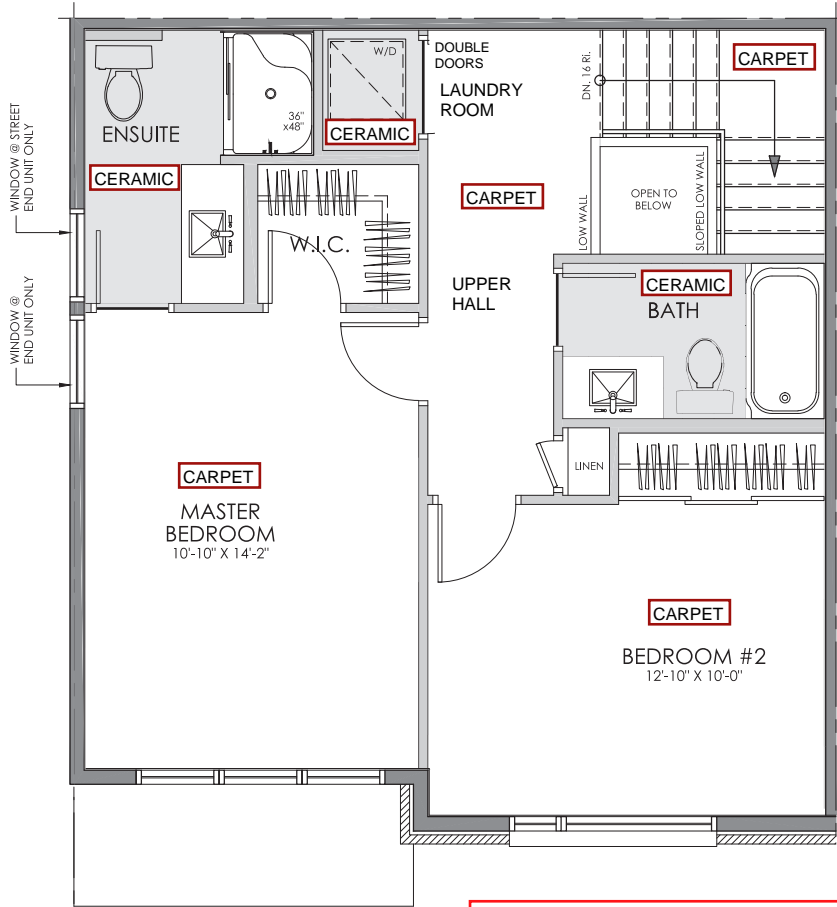 W/D
DOUBLE
DOORS
LAUNDRY
ROOM
DN. 16 RI.
CARPET
36"
x48"
ENSUITE
CERAMIC
WINDOW @ STREET
END UNIT ONLY
CERAMIC
CARPET
LOW WALL
OPEN TO
BELOW
SLOPED LOW WALL
W.I.C.
UPPER
HALL
CERAMIC
BATH
WINDOW @
END UNIT ONLY
LINEN
CARPET
MASTER
BEDROOM
10'-10" X 14'-2"
CARPET
BEDROOM #2
12'-10" X 10'-0"